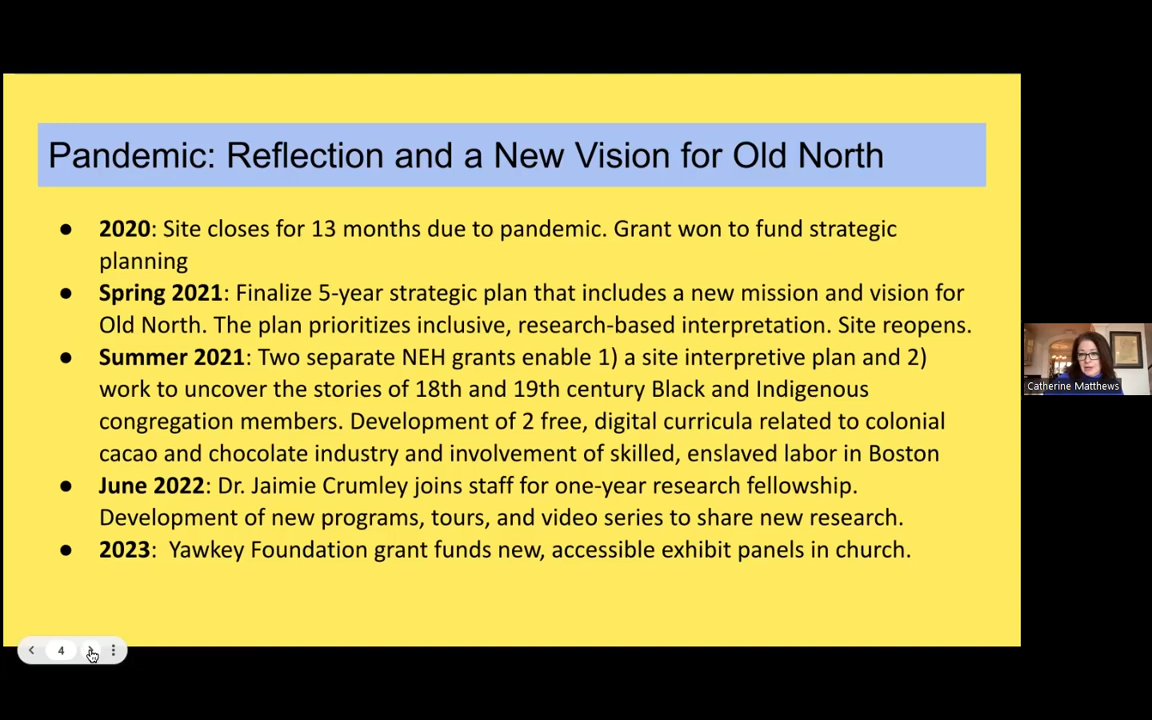 Pandemic: Reflection and a New Vision for Old North
● 2020: Site closes for 13 months due to pandemic. Grant won to fund strategic
planning
● Spring 2021: Finalize 5-year strategic plan that includes a new mission and vision for
Old North. The plan prioritizes inclusive, research-based interpretation. Site reopens.
● Summer 2021: Two separate NEH grants enable 1) a site interpretive plan and 2)
work to uncover the stories of 18th and 19th century Black and Indigenous
congregation members. Development of 2 free, digital curricula related to colonial
cacao and chocolate industry and involvement of skilled, enslaved labor in Boston
● June 2022: Dr. Jaimie Crumley joins staff for one-year research fellowship.
Development of new programs, tours, and video series to share new research.
● 2023:  Yawkey Foundation grant funds new, accessible exhibit panels in church.
Catherine Matthews
4